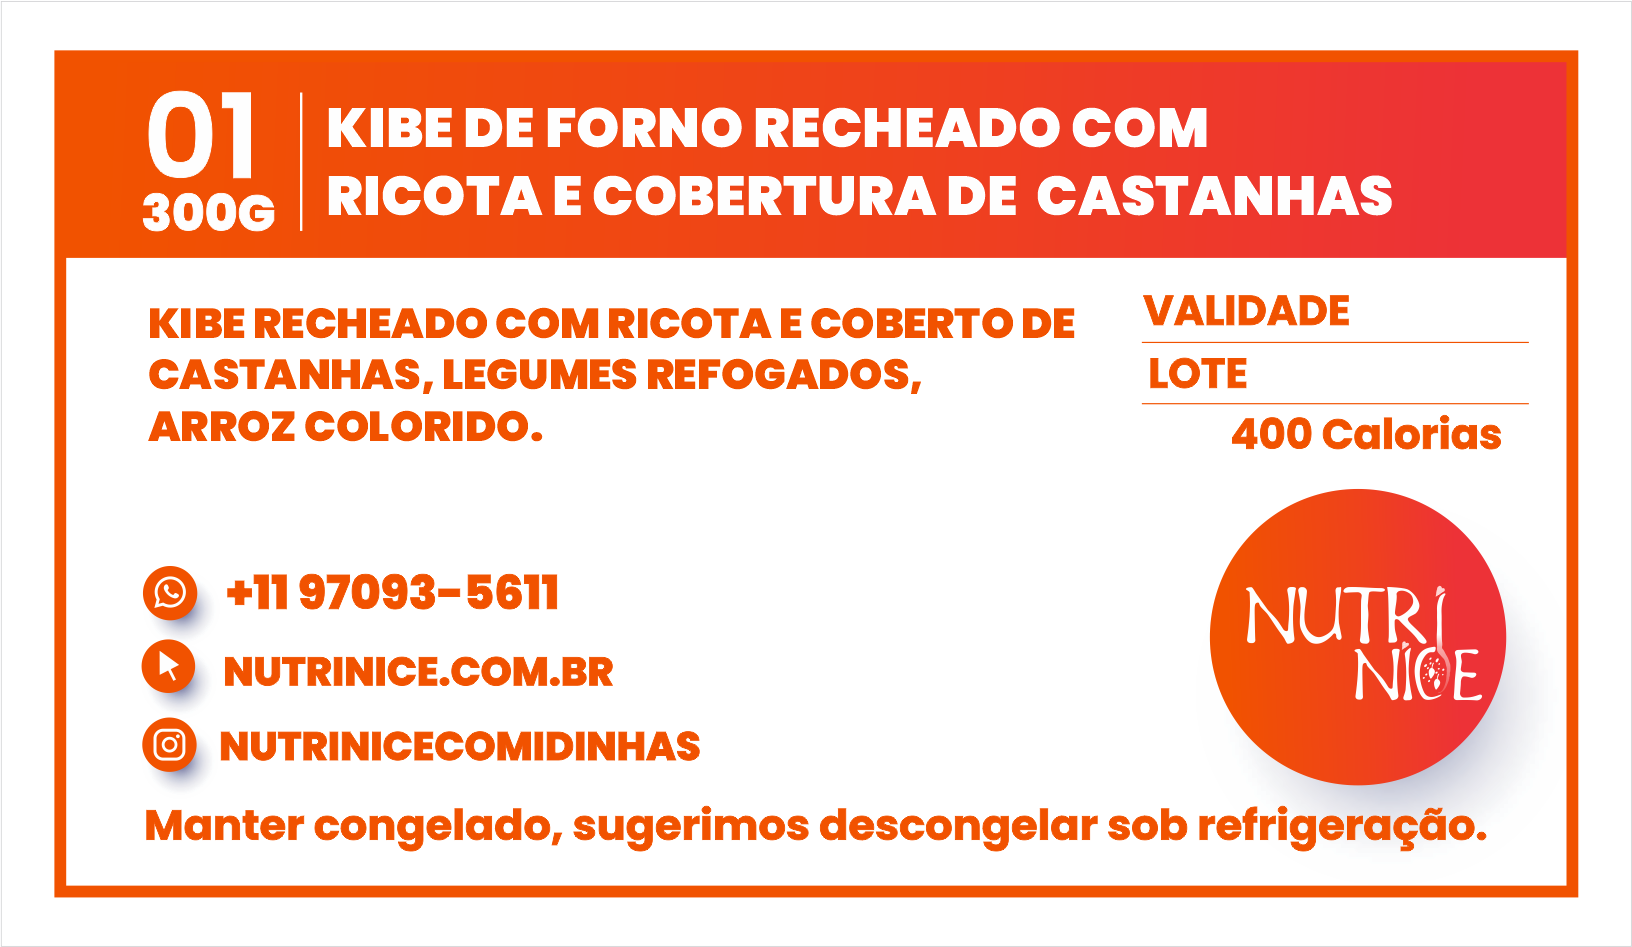 01
300G
KIBE DE FORNO RECHEADO COM
RICOTA E COBERTURA DE CASTANHAS
KIBE RECHEADO COM RICOTA E COBERTO DE
CASTANHAS, LEGUMES REFOGADOS,
ARROZ COLORIDO.
VALIDADE
LOTE
400 Calorias
+11 97093-5611
NUTRINICE.COM.BR
NUTRINICECOMIDINHAS
NUTRI
NICE
Manter congelado, sugerimos descongelar sob refrigeração.